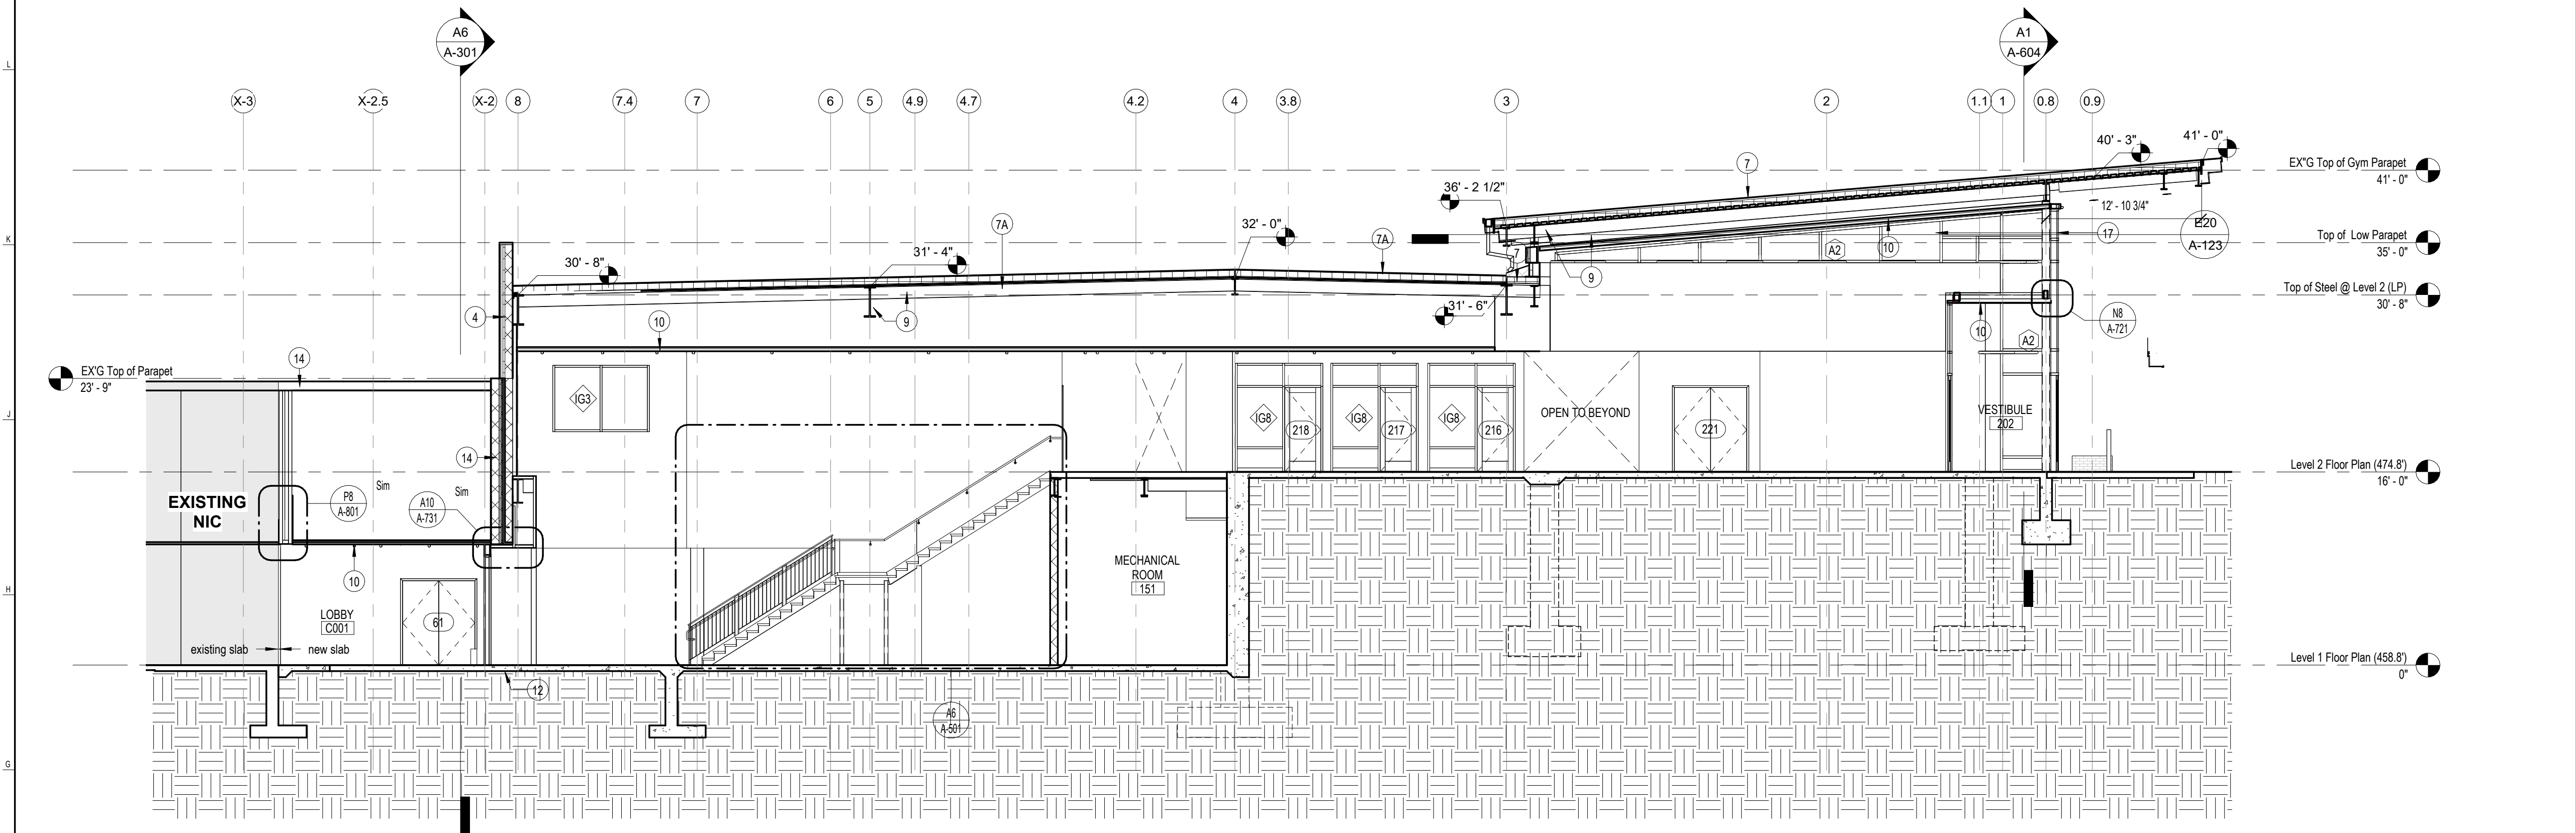 A6
A-301
A1
A-604
L
X-3
X-2.5
X-2
8
7.4
7
6
5
4.9
4.7
4.2
4
3.8
3
2
1.1
1
0.8
0.9
40' - 3"
41' - 0"
7
EX"G Top of Gym Parapet
41' - 0"
36' - 2 1/2"
12' - 10 3/4"
E20
A-123
32' - 0"
7A
7A
K
17
Top of Low Parapet
35' - 0"
A2
10
31' - 4"
7
30' - 8"
9
Top of Steel @ Level 2 (LP)
30' - 8"
31' - 6"
4
9
10
10
N8
A-721
A2
14
EX'G Top of Parapet
23' - 9"
IG3
J
IG8
218
IG8
217
IG8
216
OPEN TO BEYOND
221
VESTIBULE
202
14
Level 2 Floor Plan (474.8')
16' - 0"
Sim
Sim
EXISTING
NIC
P8
A-801
A10
A-731
MECHANICAL
ROOM
151
10
H
LOBBY
C001
61
existing slab
new slab
Level 1 Floor Plan (458.8')
0"
12
A6
A-501
G